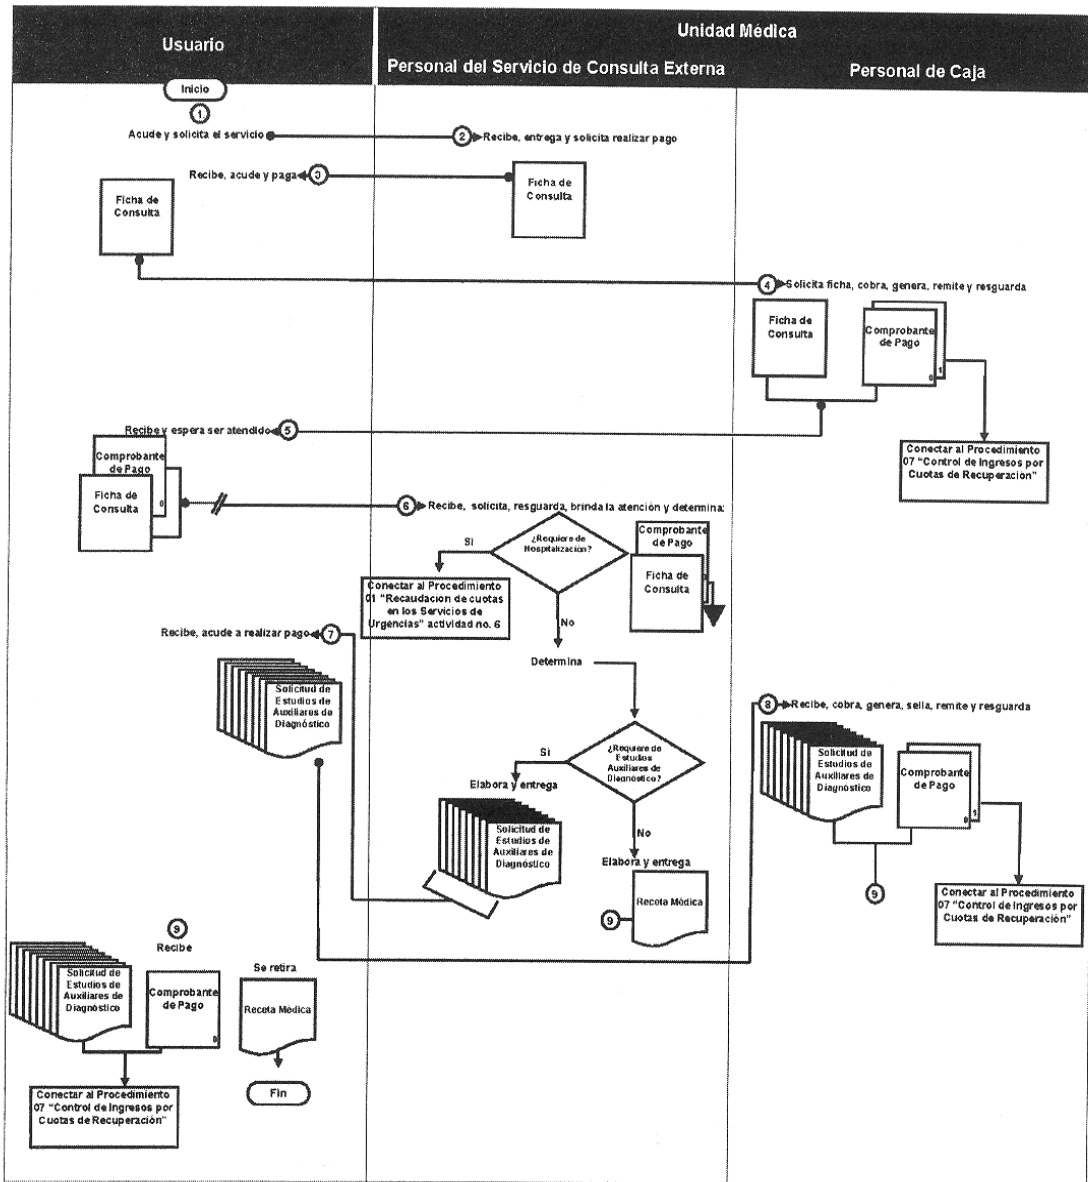 Usuario
Unidad Médica
Personal del Servicio de Consulta Externa
Personal de Caja
Inicio
1
Acude y solicita el servicio
2
Recibe, entrega y solicita realizar pago
Recibe, acude y paga
3
Ficha de
Consulta
Ficha de
Consulta
4
Solicita ficha, cobra, genera, remite y resguarda
Ficha de
Consulta
Comprobante
de Pago
0
1
Conectar al Procedimiento
07 "Control de Ingresos por
Cuotas de Recuperación"
Recibe y espera ser atendido
5
Comprobante
de Pago
0
Ficha de
Consulta
6
Recibe, solicita, resguarda, brinda la atención y determina:
¿Requiere de
Hospitalización?
Si
No
Comprobante
de Pago
Ficha de
Consulta
Conectar al Procedimiento
01 "Recaudacion de cuotas
en los Servicios de
Urgencias" actividad no. 6
Determina
Recibe, acude a realizar pago
7
Solicitud de
Estudios de
Auxiliares de
Diagnóstico
¿Requiere de
Estudios
Auxiliares de
Diagnóstico?
Si
No
Elabora y entrega
Solicitud de
Estudios de
Auxiliares de
Diagnóstico
Elabora y entrega
Receta Médica
9
8
Recibe, cobra, genera, sella, remite y resguarda
Solicitud de
Estudios de
Auxiliares de
Diagnóstico
Comprobante
de Pago
0
1
9
Conectar al Procedimiento
07 "Control de Ingresos por
Cuotas de Recuperación"
9
Recibe
Solicitud de
Estudios de
Auxiliares de
Diagnóstico
Comprobante
de Pago
0
Se retira
Receta Médica
Fin
Conectar al Procedimiento
07 "Control de Ingresos por
Cuotas de Recuperación"